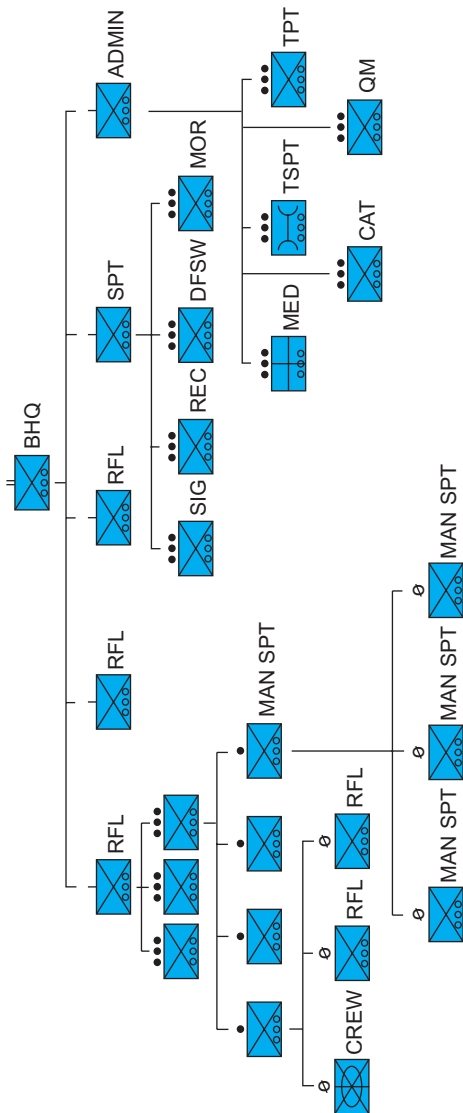 BHQ
RFL
RFL
RFL
SPT
ADMIN
SIG
REC
DFSW
MOR
MED
TSPT
TPT
CAT
QM
MAN SPT
CREW
RFL
RFL
MAN SPT
MAN SPT
MAN SPT